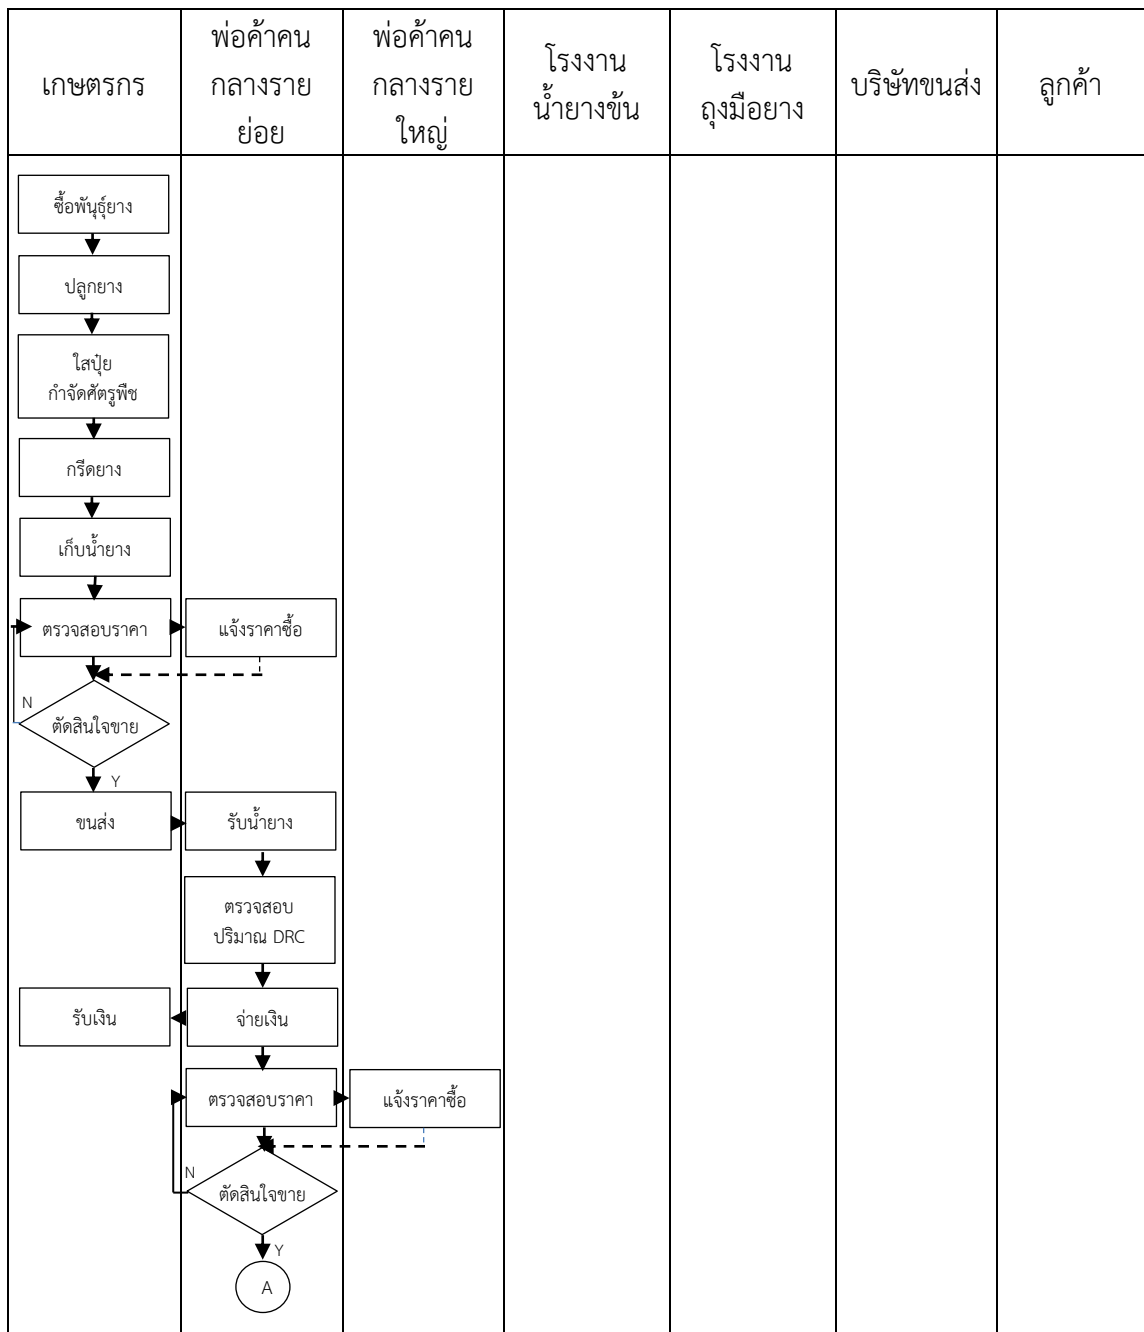 เกษตรกร
พ่อค้าคน
กลางราย
ย่อย
พ่อค้าคน
กลางราย
ใหญ่
โรงงาน
น้ำยางข้น
โรงงาน
ถุงมือยาง
บริษัทขนส่ง
ลูกค้า
ซื้อพันธุ์ยาง
ปลูกยาง
ใสปุ๋ย
กำจัดศัตรูพืช
กรีดยาง
เก็บน้ำยาง
ตรวจสอบราคา
แจ้งราคาซื้อ
N
ตัดสินใจขาย
Y
ขนส่ง
รับน้ำยาง
ตรวจสอบ
ปริมาณ DRC
รับเงิน
จ่ายเงิน
ตรวจสอบราคา
แจ้งราคาซื้อ
N
ตัดสินใจขาย
Y
A